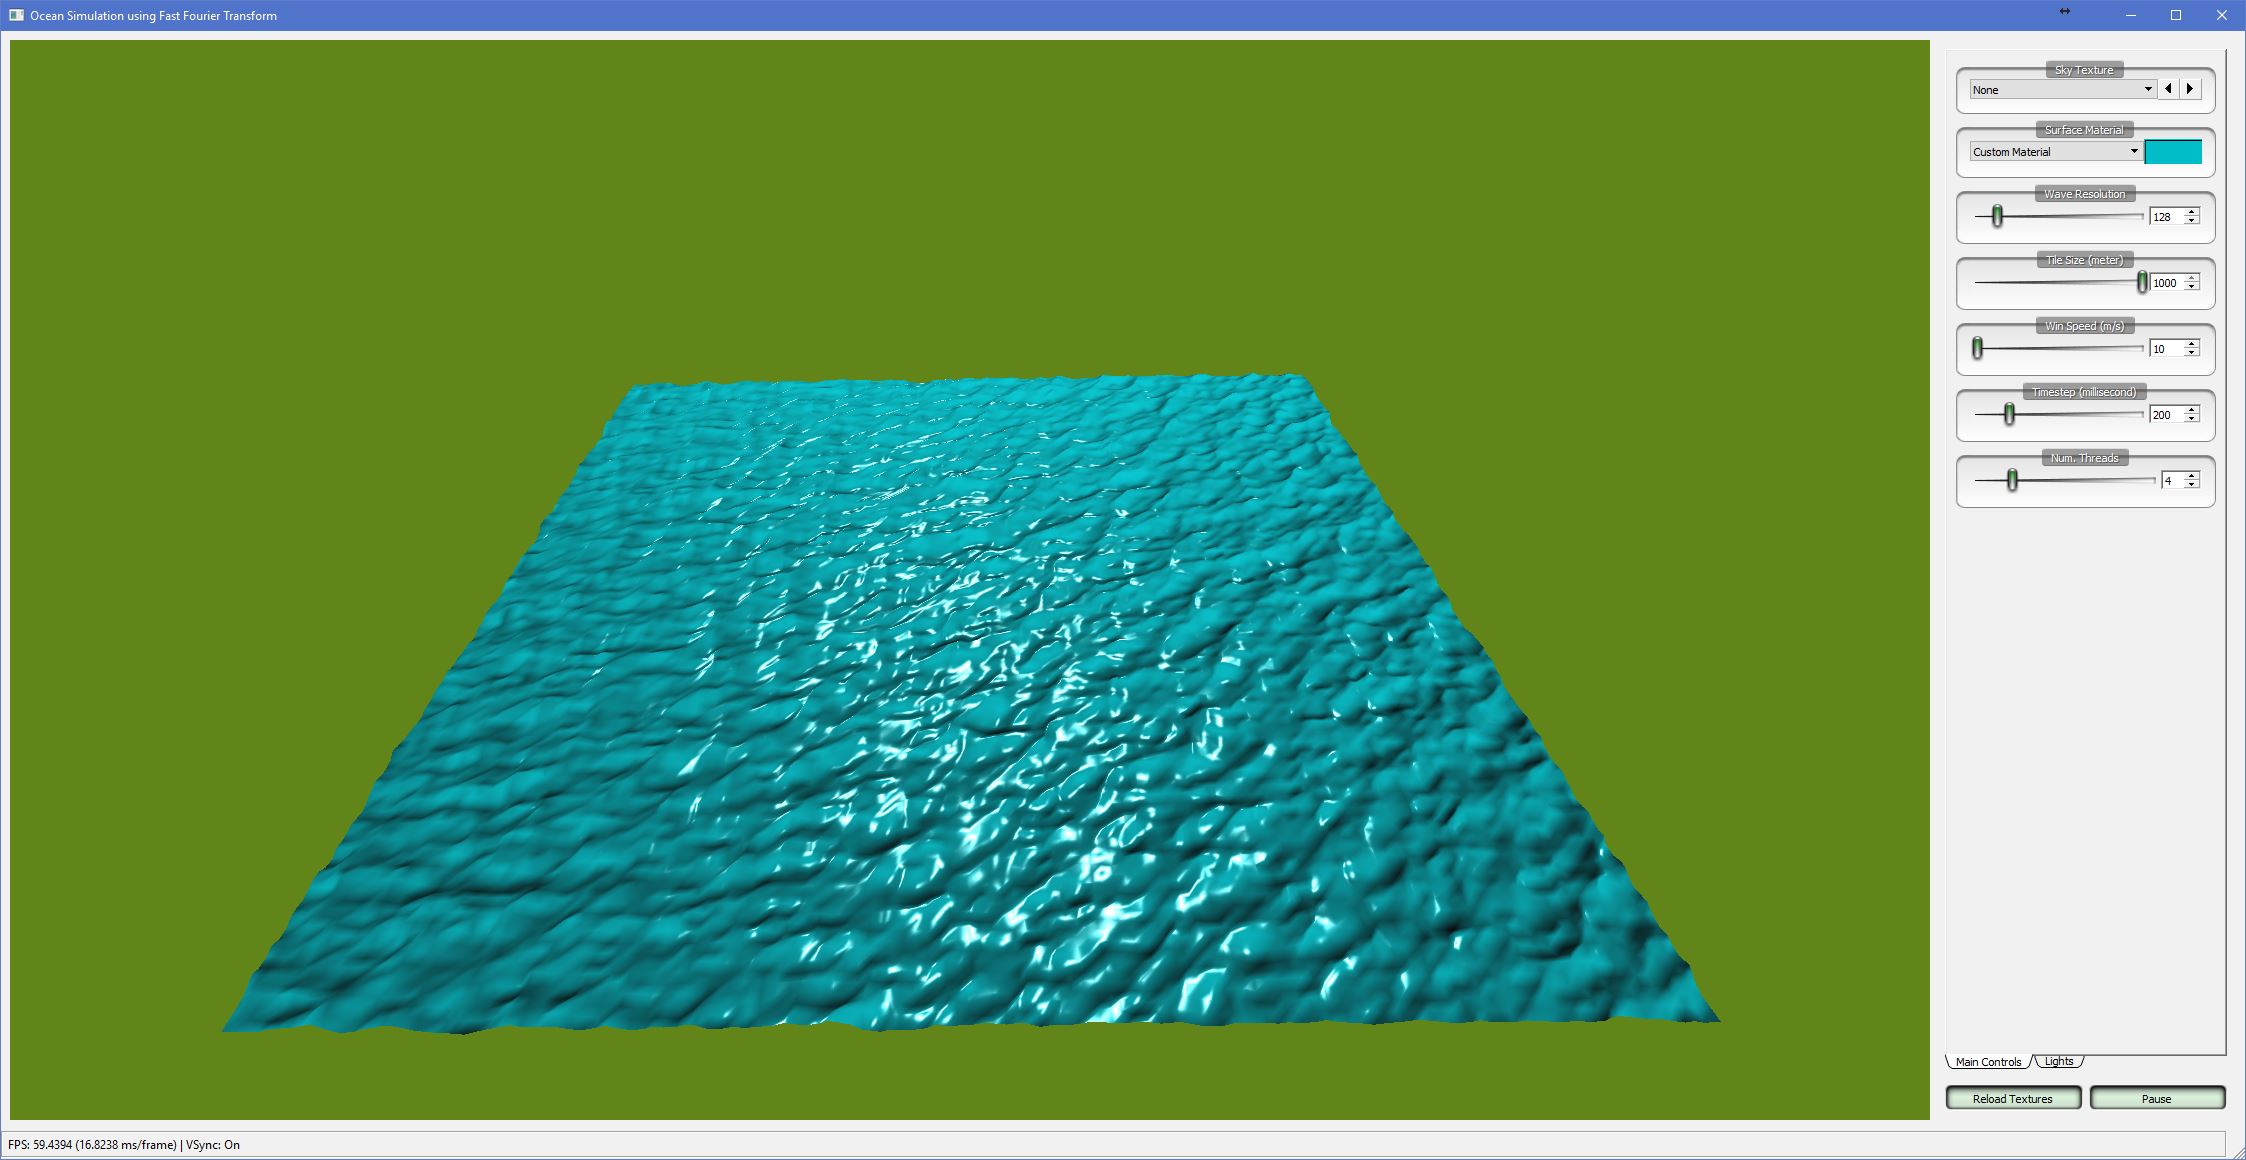 Ocean Simulation using Fast Fourier Transform
Sky Texture
None
Surface Material
Custom Material
Wave Resolution
128
Tile Size (meter)
1000
Win Speed (m/s)
10
Timestep (millisecond)
200
Num. Threads
4
Main Controls
Lights
Reload Textures
Pause
FPS: 59.4394 (16.8238 ms/frame) | VSync: On